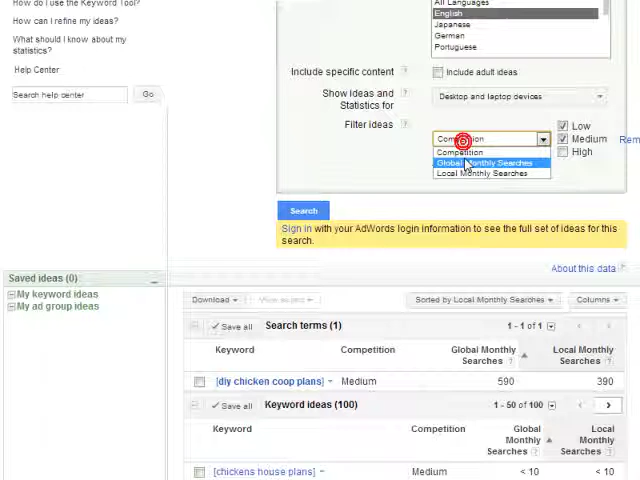 How do I use the Keyword Tool?
How can I refine my ideas?
What should I know about my
statistics?
Help Center
Search help center Go
All Languages
English
Japanese
German
Portuguese
Include specific content ? Include adult ideas
Show ideas and
Statistics for ? Desktop and laptop devices
Filter ideas ? Low
Medium Rem
High
Competition
Global Monthly Searches
Local Monthly Searches
Search
Sign in with your AdWords login information to see the full set of ideas for this
search.
About this data ?
Saved ideas (0)
My keyword ideas
My ad group ideas
Download Sorted by Local Monthly Searches Columns
Save all Search terms (1) 1 - 1 of 1
Keyword Competition Global Monthly Searches ? Local Monthly Searches ?
[diy chicken coop plans] Medium 590 390
Save all Keyword ideas (100) 1 - 50 of 100
Keyword Competition Global Monthly Searches ? Local Monthly Searches ?
[chickens house plans] Medium < 10 < 10